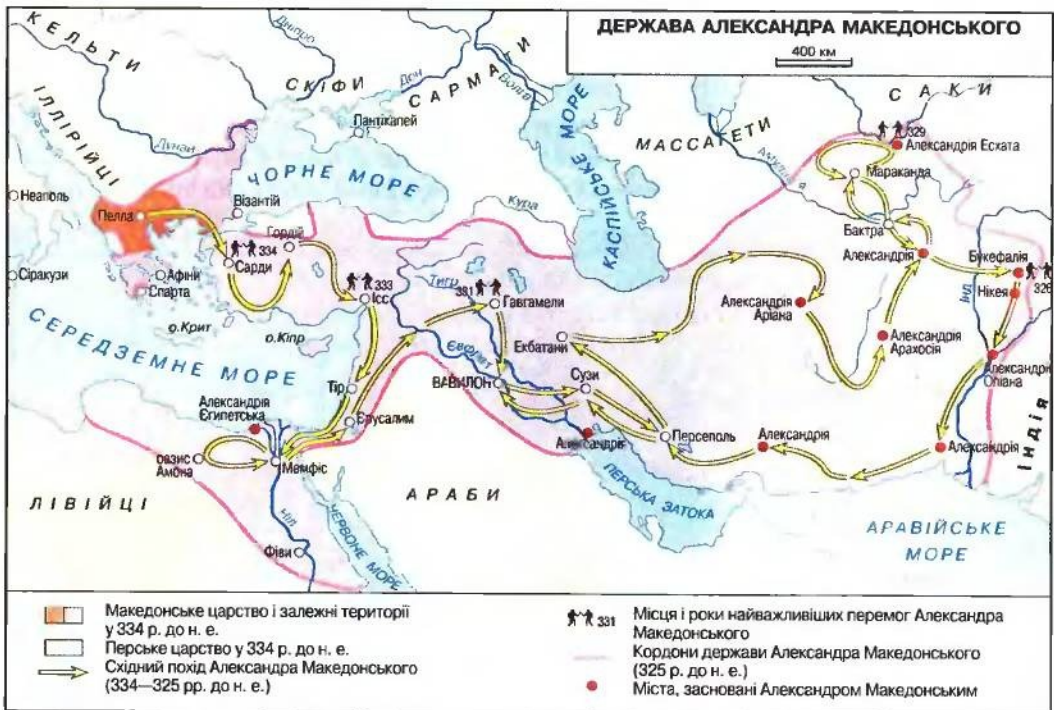 ДЕРЖАВА АЛЕКСАНДРА МАКЕДОНСЬКОГО
400 км
КЕЛЬТИ
ІЛЛІРІЙЦІ
СКІФИ
САРМАТИ
МАССАГЕТИ
САКИ
Дніпро
Дон
Волга
Дунай
Пантікапей
ЧОРНЕ МОРЕ
КАСПІЙСЬКЕ МОРЕ
Кура
Амудар'я
329
Александрія Есхата
Мараканда
Бактра
Александрія
Букефалія
326
Нікея
Інд
Неаполь
Пелла
Візантій
Гордій
334
Сарди
Сіракузи
Афіни
Спарта
333
Ісс
Тигр
331
Гавгамели
о.Крит
о.Кіпр
СЕРЕДЗЕМНЕ МОРЕ
Александрія
Аріана
Александрія
Арахосія
Александрія
Опіана
Екбатани
Євфрат
ВАВИЛОН
Сузи
Тір
Єрусалим
Александрія
Єгипетська
оазис
Амона
Мемфіс
Александрія
Персеполь
Александрія
Александрія
ІНДІЯ
ЛІВІЙЦІ
АРАБИ
ПЕРСЬКА ЗАТОКА
ЧЕРВОНЕ МОРЕ
Ніл
Фіви
АРАВІЙСЬКЕ
МОРЕ
Македонське царство і залежні території
у 334 р. до н. е.
Перське царство у 334 р. до н. е.
Східний похід Александра Македонського
(334—325 рр. до н. е.)
331
Місця і роки найважливіших перемог Александра
Македонського
Кордони держави Александра Македонського
(325 р. до н. е.)
Міста, засновані Александром Македонським